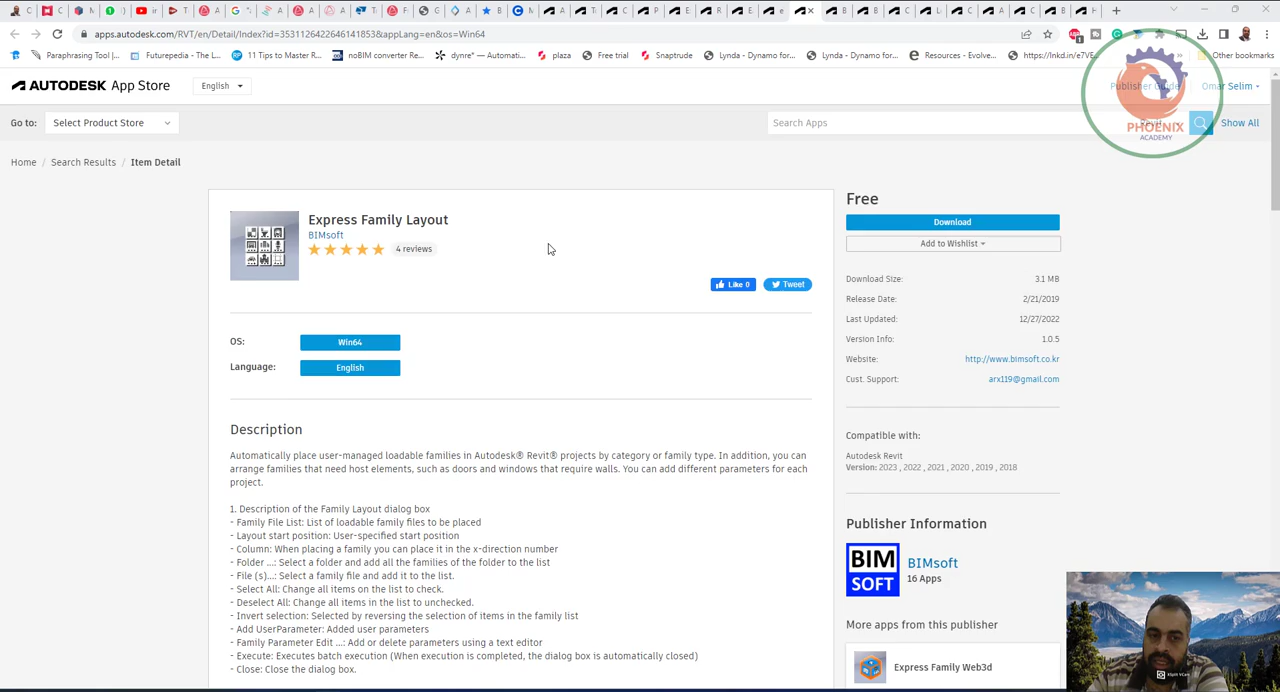 apps.autodesk.com/RVT/en/Detail/Index?id=3531126422646141853&appLang=en&os=Win64
Paraphrasing Tool |...
Futurepedia - The L...
11 Tips to Master R...
noBIM converter Re...
dyne® — Automati...
plaza
Free trial
Snaptrude
Lynda - Dynamo for...
Lynda - Dynamo for...
Resources - Evolve...
Other bookmarks
AUTODESK App Store
English
Publisher Guide
Omar Selim
Go to:
Select Product Store
Search Apps
Show All
PHOENIX
ACADEMY
Home / Search Results / Item Detail
Express Family Layout
BIMsoft
4 reviews
Like 0
Tweet
OS:
Win64
Language:
English
Description
Automatically place user-managed loadable families in Autodesk® Revit® projects by category or family type. In addition, you can
arrange families that need host elements, such as doors and windows that require walls. You can add different parameters for each
project.
1. Description of the Family Layout dialog box
- Family File List: List of loadable family files to be placed
- Layout start position: User-specified start position
- Column: When placing a family you can place it in the x-direction number
- Folder ...: Select a folder and add all the families of the folder to the list
- File (s)...: Select a family file and add it to the list.
- Select All: Change all items on the list to check.
- Deselect All: Change all items in the list to unchecked.
- Invert selection: Selected by reversing the selection of items in the family list
- Add UserParameter: Added user parameters
- Family Parameter Edit ...: Add or delete parameters using a text editor
- Execute: Executes batch execution (When execution is completed, the dialog box is automatically closed)
- Close: Close the dialog box.
Free
Download
Add to Wishlist
Download Size: 3.1 MB
Release Date: 2/21/2019
Last Updated: 12/27/2022
Version Info: 1.0.5
Website: http://www.bimsoft.co.kr
Cust. Support: arx119@gmail.com
Compatible with:
Autodesk Revit
Version: 2023 , 2022 , 2021 , 2020 , 2019 , 2018
Publisher Information
BIM
SOFT
BIMsoft
16 Apps
More apps from this publisher
Express Family Web3d
XSplit VCam